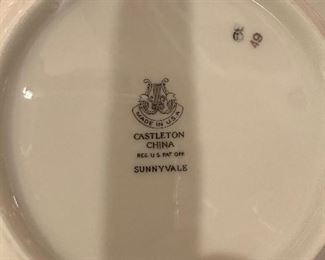 49
MADE IN U.S.A
CASTLETON
CHINA
REG. U.S. PAT. OFF.
SUNNYVALE